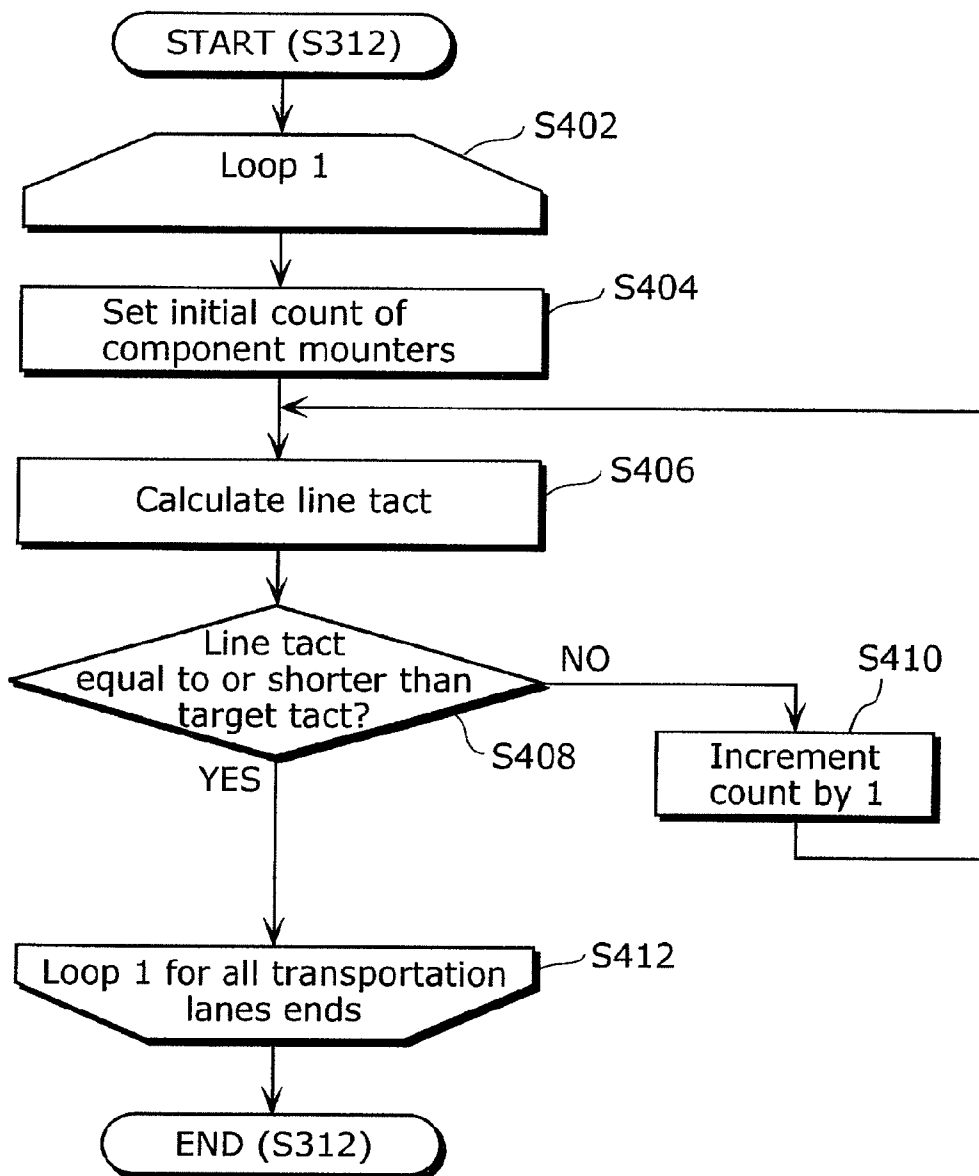 START (S312)
S402
Loop 1
S404
Set initial count of
component mounters
S406
Calculate line tact
Line tact
equal to or shorter than
target tact?
NO
S410
S408
YES
Increment
count by 1
S412
Loop 1 for all transportation
lanes ends
END (S312)